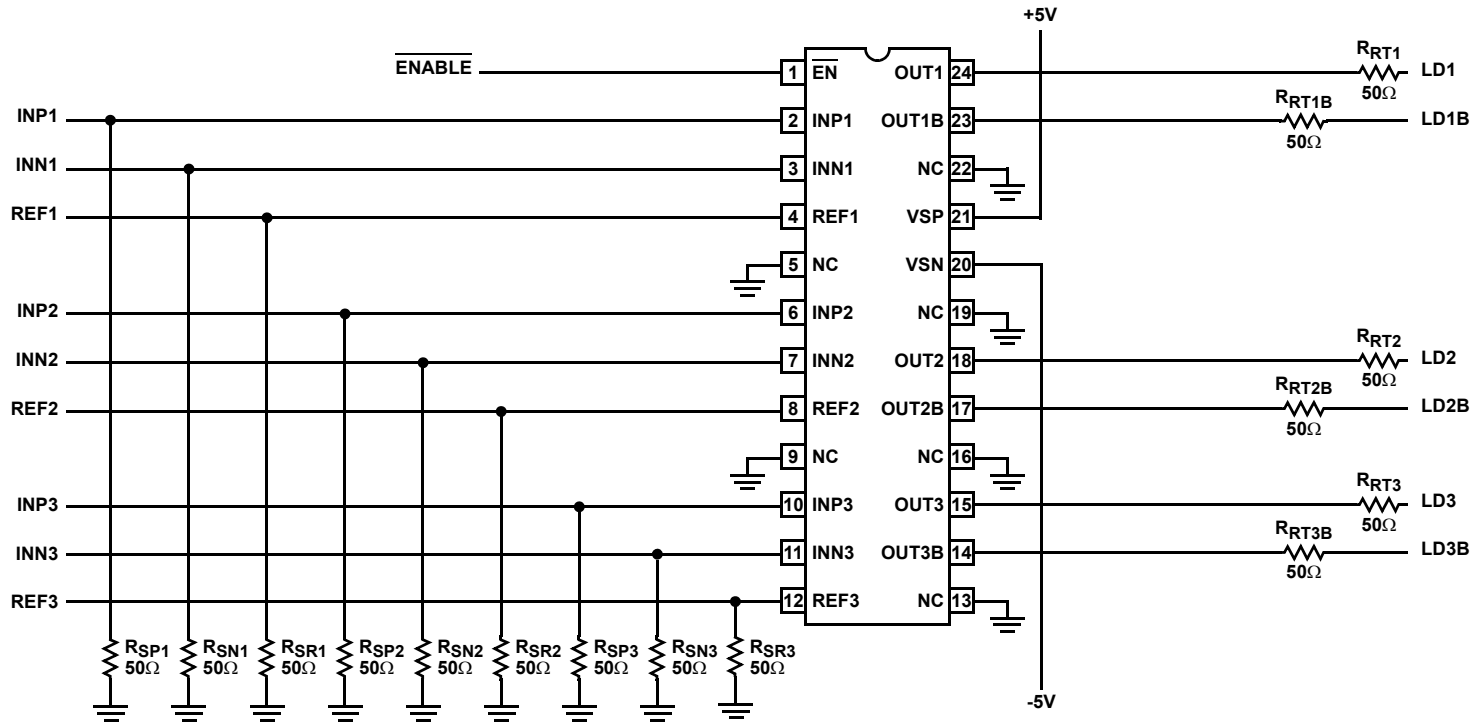 +5V
ENABLE
1 EN OUT1 24
RRT1
50Ω
LD1
INP1
2 INP1 OUT1B 23
RRT1B
50Ω
LD1B
INN1
3 INN1 NC 22
REF1
4 REF1 VSP 21
5 NC VSN 20
INP2
6 INP2 NC 19
INN2
7 INN2 OUT2 18
RRT2
50Ω
LD2
REF2
8 REF2 OUT2B 17
RRT2B
50Ω
LD2B
9 NC NC 16
INP3
10 INP3 OUT3 15
RRT3
50Ω
LD3
INN3
11 INN3 OUT3B 14
RRT3B
50Ω
LD3B
REF3
12 REF3 NC 13
RSP1
50Ω
RSN1
50Ω
RSR1
50Ω
RSP2
50Ω
RSN2
50Ω
RSR2
50Ω
RSP3
50Ω
RSN3
50Ω
RSR3
50Ω
-5V